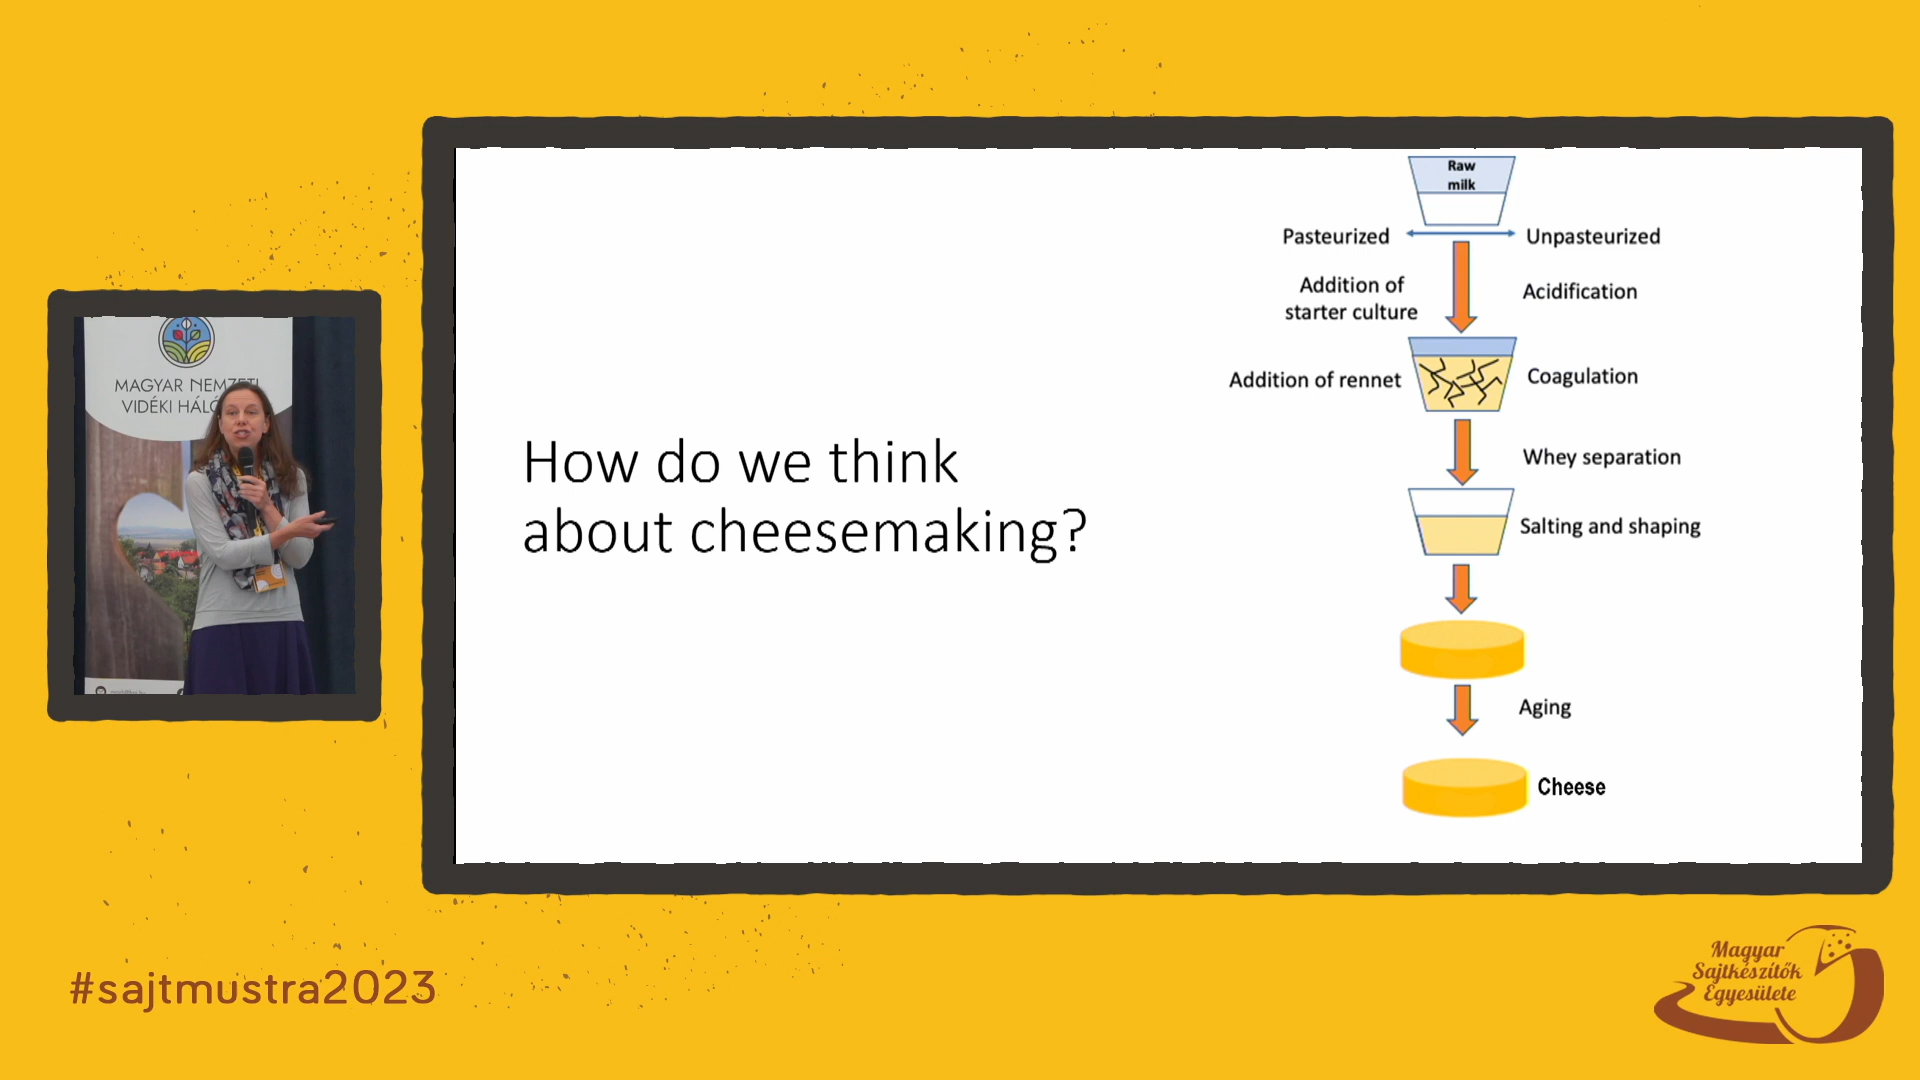 MAGYAR NEMZETI
VIDÉKI
How do we think
about cheesemaking?
Raw
milk
Pasteurized
Unpasteurized
Addition of
starter culture
Acidification
Addition of rennet
Coagulation
Whey separation
Salting and shaping
Aging
Cheese
#sajtmustra2023
Magyar
Sajtkészítők
Egyesülete